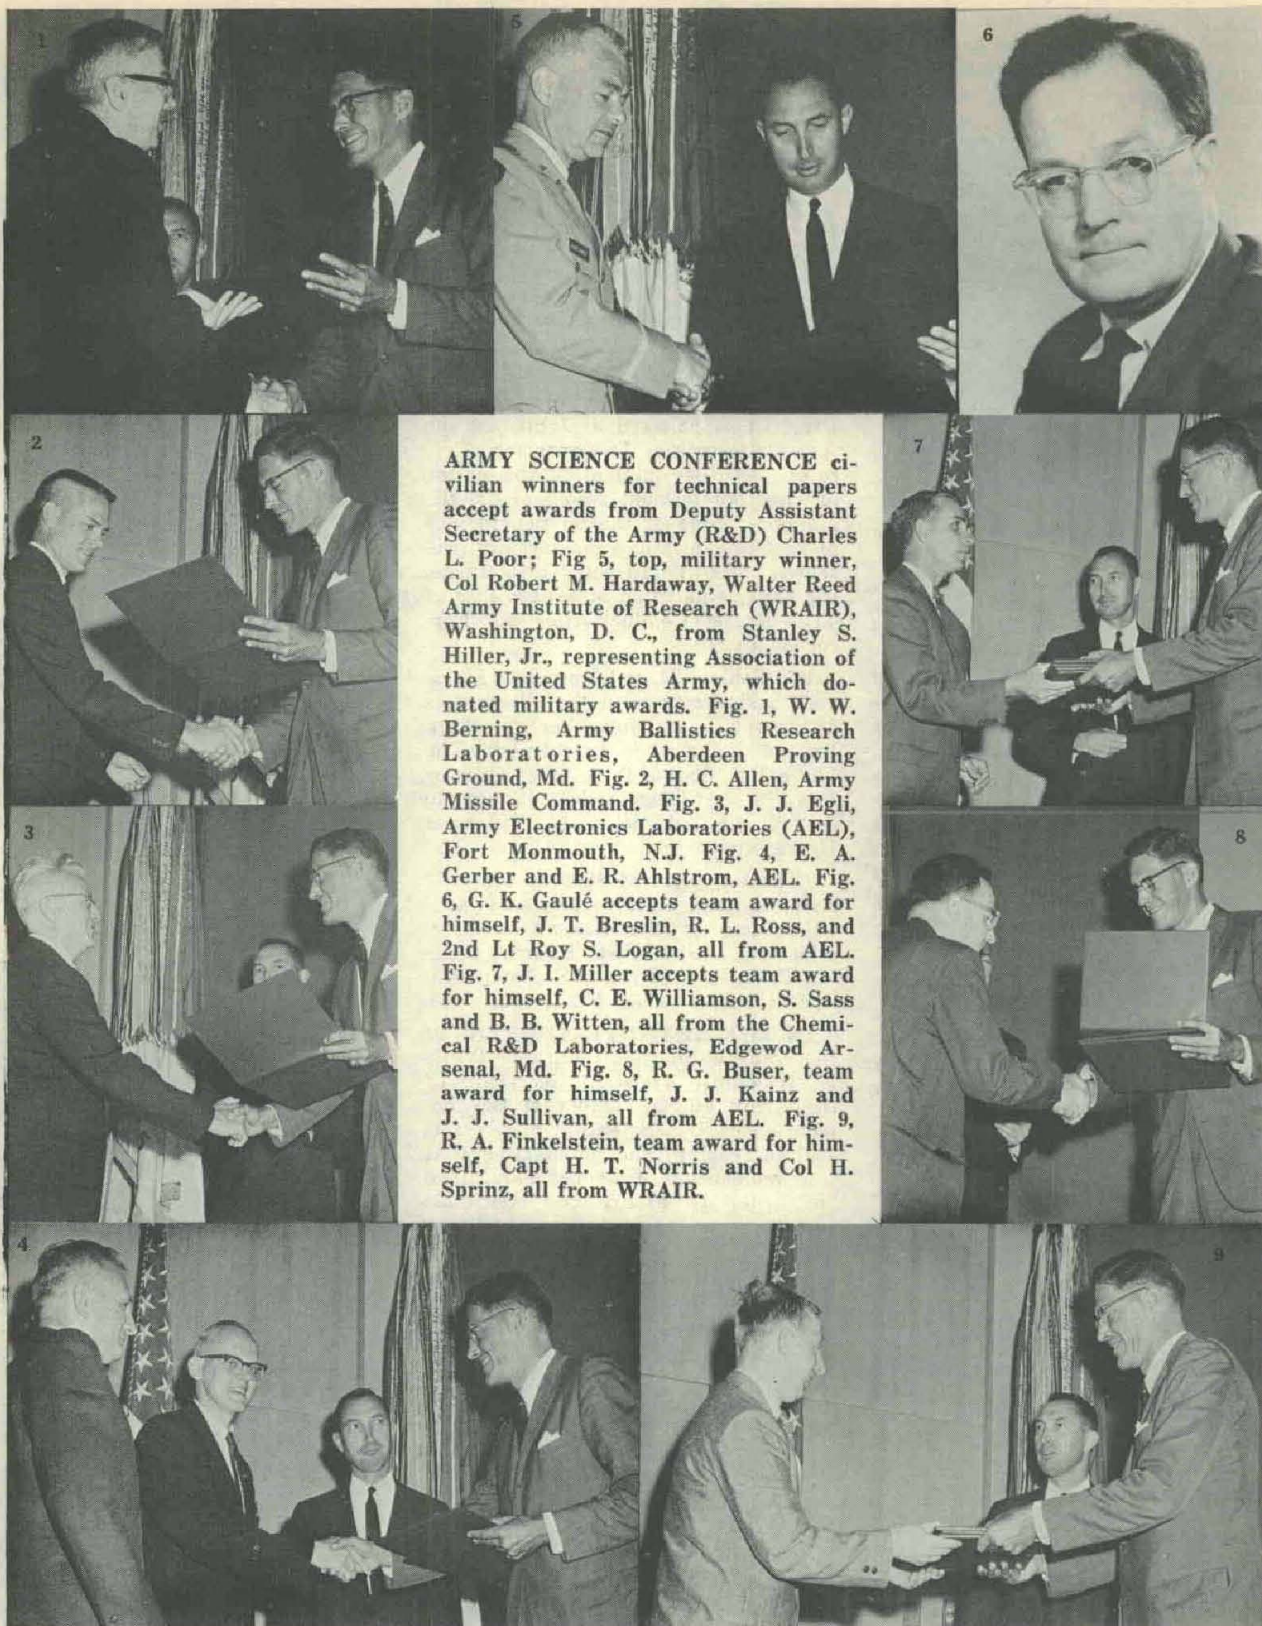 1
5
6
2
7
3
8
4
9
ARMY SCIENCE CONFERENCE ci-
vilian winners for technical papers
accept awards from Deputy Assistant
Secretary of the Army (R&D) Charles
L. Poor; Fig 5, top, military winner,
Col Robert M. Hardaway, Walter Reed
Army Institute of Research (WRAIR),
Washington, D. C., from Stanley S.
Hiller, Jr., representing Association of
the United States Army, which do-
nated military awards. Fig. 1, W. W.
Berning, Army Ballistics Research
Laboratories, Aberdeen Proving
Ground, Md. Fig. 2, H. C. Allen, Army
Missile Command. Fig. 3, J. J. Egli,
Army Electronics Laboratories (AEL),
Fort Monmouth, N.J. Fig. 4, E. A.
Gerber and E. R. Ahlstrom, AEL. Fig.
6, G. K. Gaulé accepts team award for
himself, J. T. Breslin, R. L. Ross, and
2nd Lt Roy S. Logan, all from AEL.
Fig. 7, J. I. Miller accepts team award
for himself, C. E. Williamson, S. Sass
and B. B. Witten, all from the Chemi-
cal R&D Laboratories, Edgewod Ar-
senal, Md. Fig. 8, R. G. Buser, team
award for himself, J. J. Kainz and
J. J. Sullivan, all from AEL. Fig. 9,
R. A. Finkelstein, team award for him-
self, Capt H. T. Norris and Col H.
Sprinz, all from WRAIR.